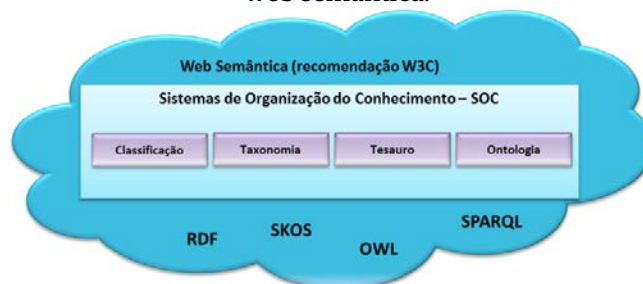 Web Semântica (recomendação W3C)
Sistemas de Organização do Conhecimento – SOC
Classificação Taxonomia Tesauro Ontologia
RDF SKOS OWL SPARQL